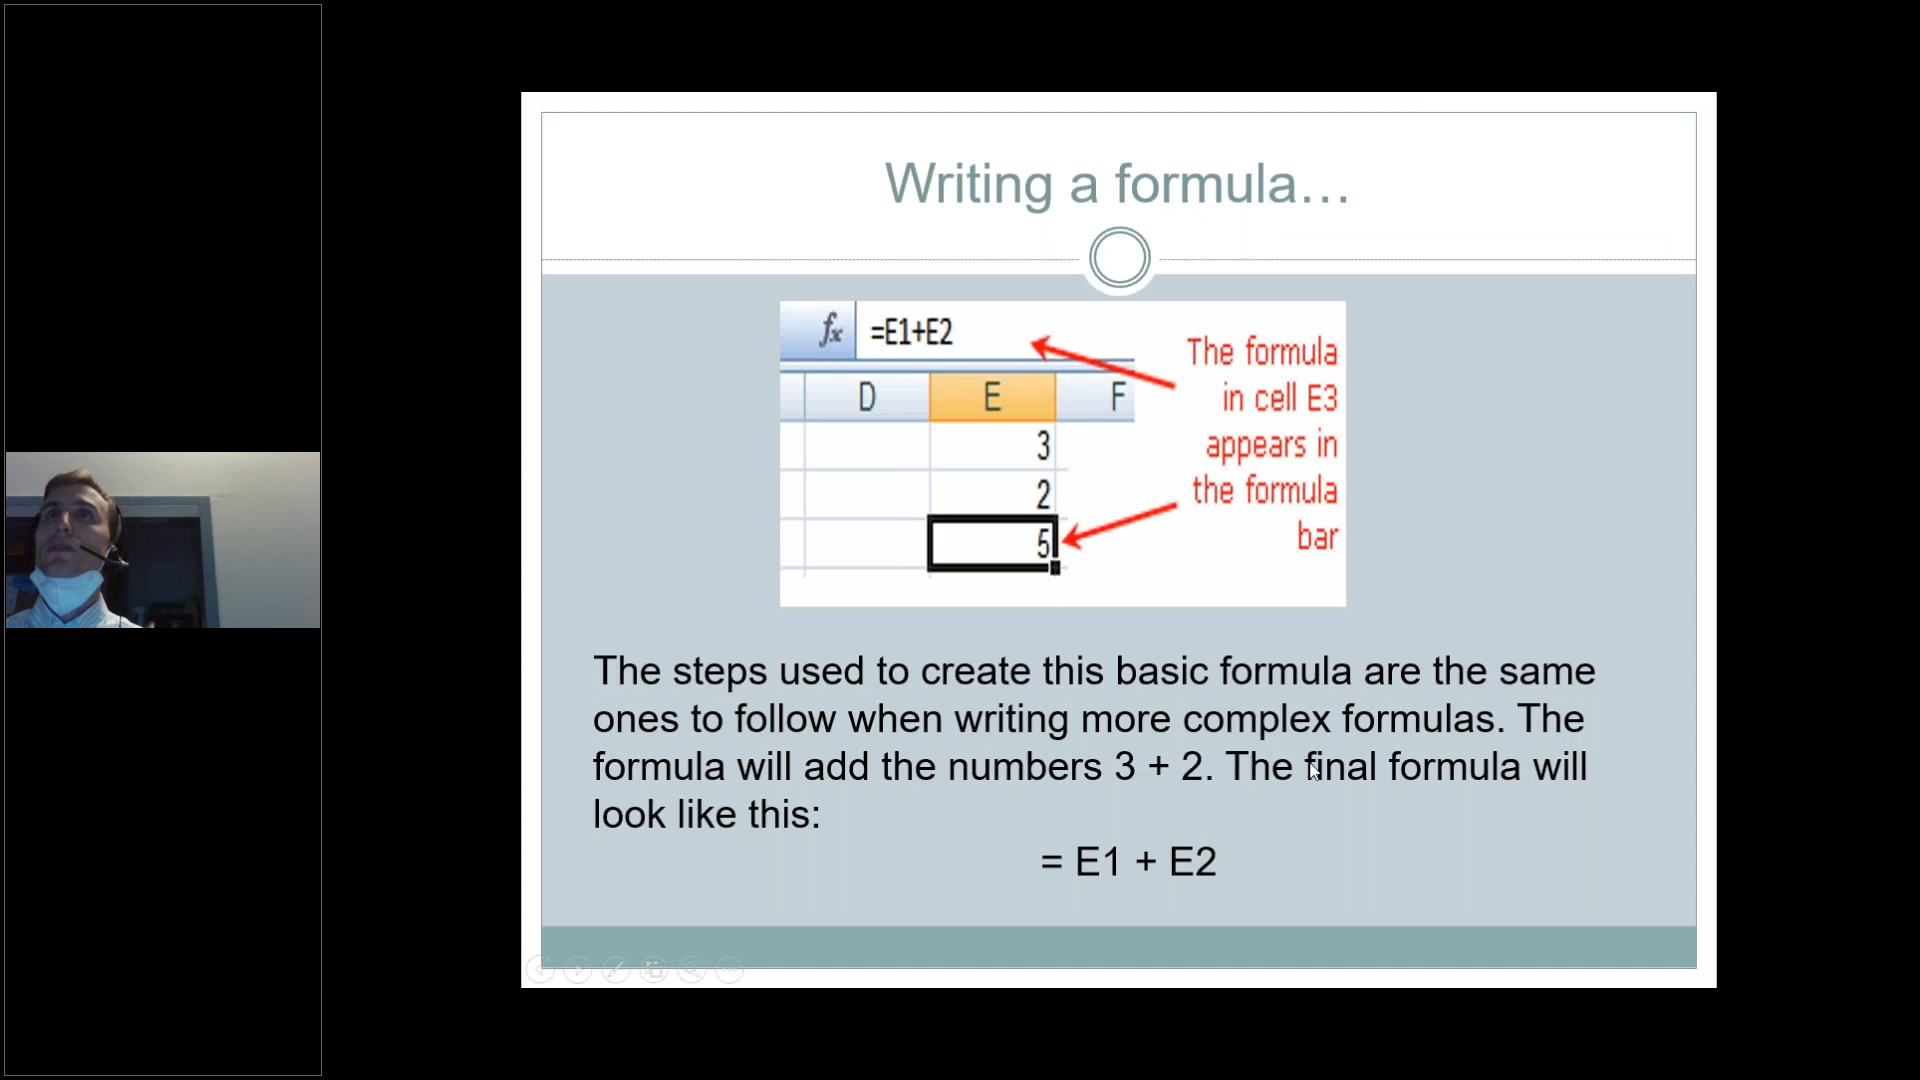 Writing a formula…
fx =E1+E2
D E F
3
2
5
The formula
in cell E3
appears in
the formula
bar
The steps used to create this basic formula are the same
ones to follow when writing more complex formulas. The
formula will add the numbers 3 + 2. The final formula will
look like this:
= E1 + E2